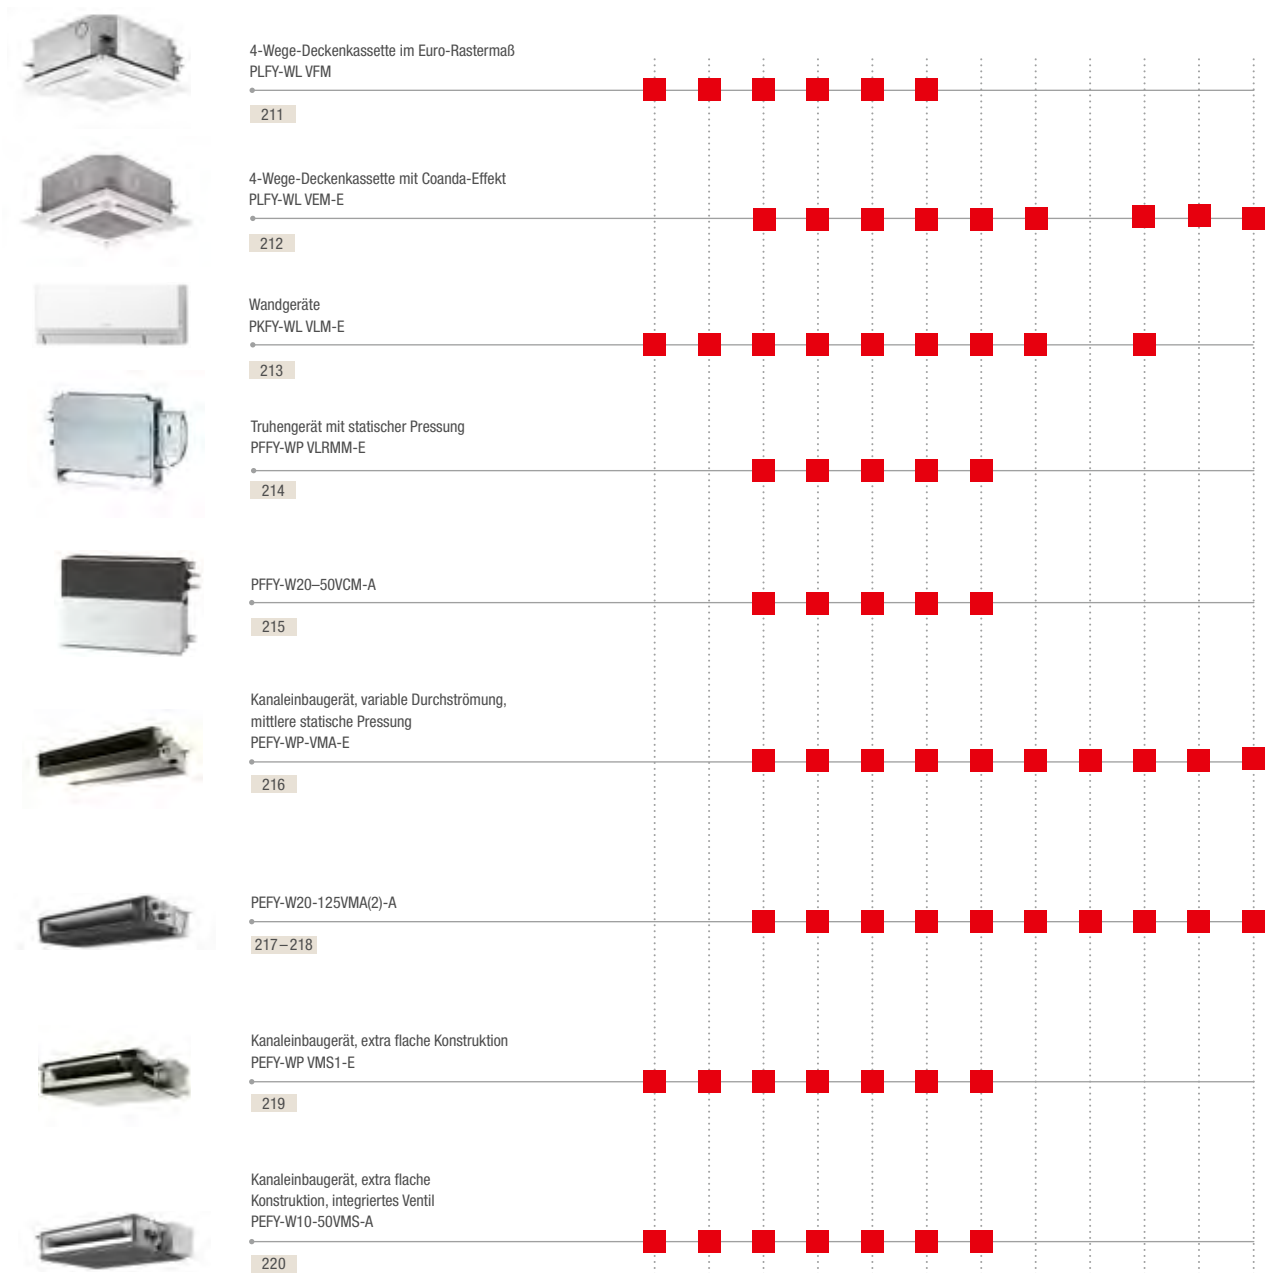 4-Wege-Deckenkassette im Euro-Rastermaß
PLFY-WL VFM
211
4-Wege-Deckenkassette mit Coanda-Effekt
PLFY-WL VEM-E
212
Wandgeräte
PKFY-WL VLM-E
213
Truhengerät mit statischer Pressung
PFFY-WP VLRMM-E
214
PFFY-W20–50VCM-A
215
Kanaleinbaugerät, variable Durchströmung,
mittlere statische Pressung
PEFY-WP-VMA-E
216
PEFY-W20-125VMA(2)-A
217–218
Kanaleinbaugerät, extra flache Konstruktion
PEFY-WP VMS1-E
219
Kanaleinbaugerät, extra flache
Konstruktion, integriertes Ventil
PEFY-W10-50VMS-A
220